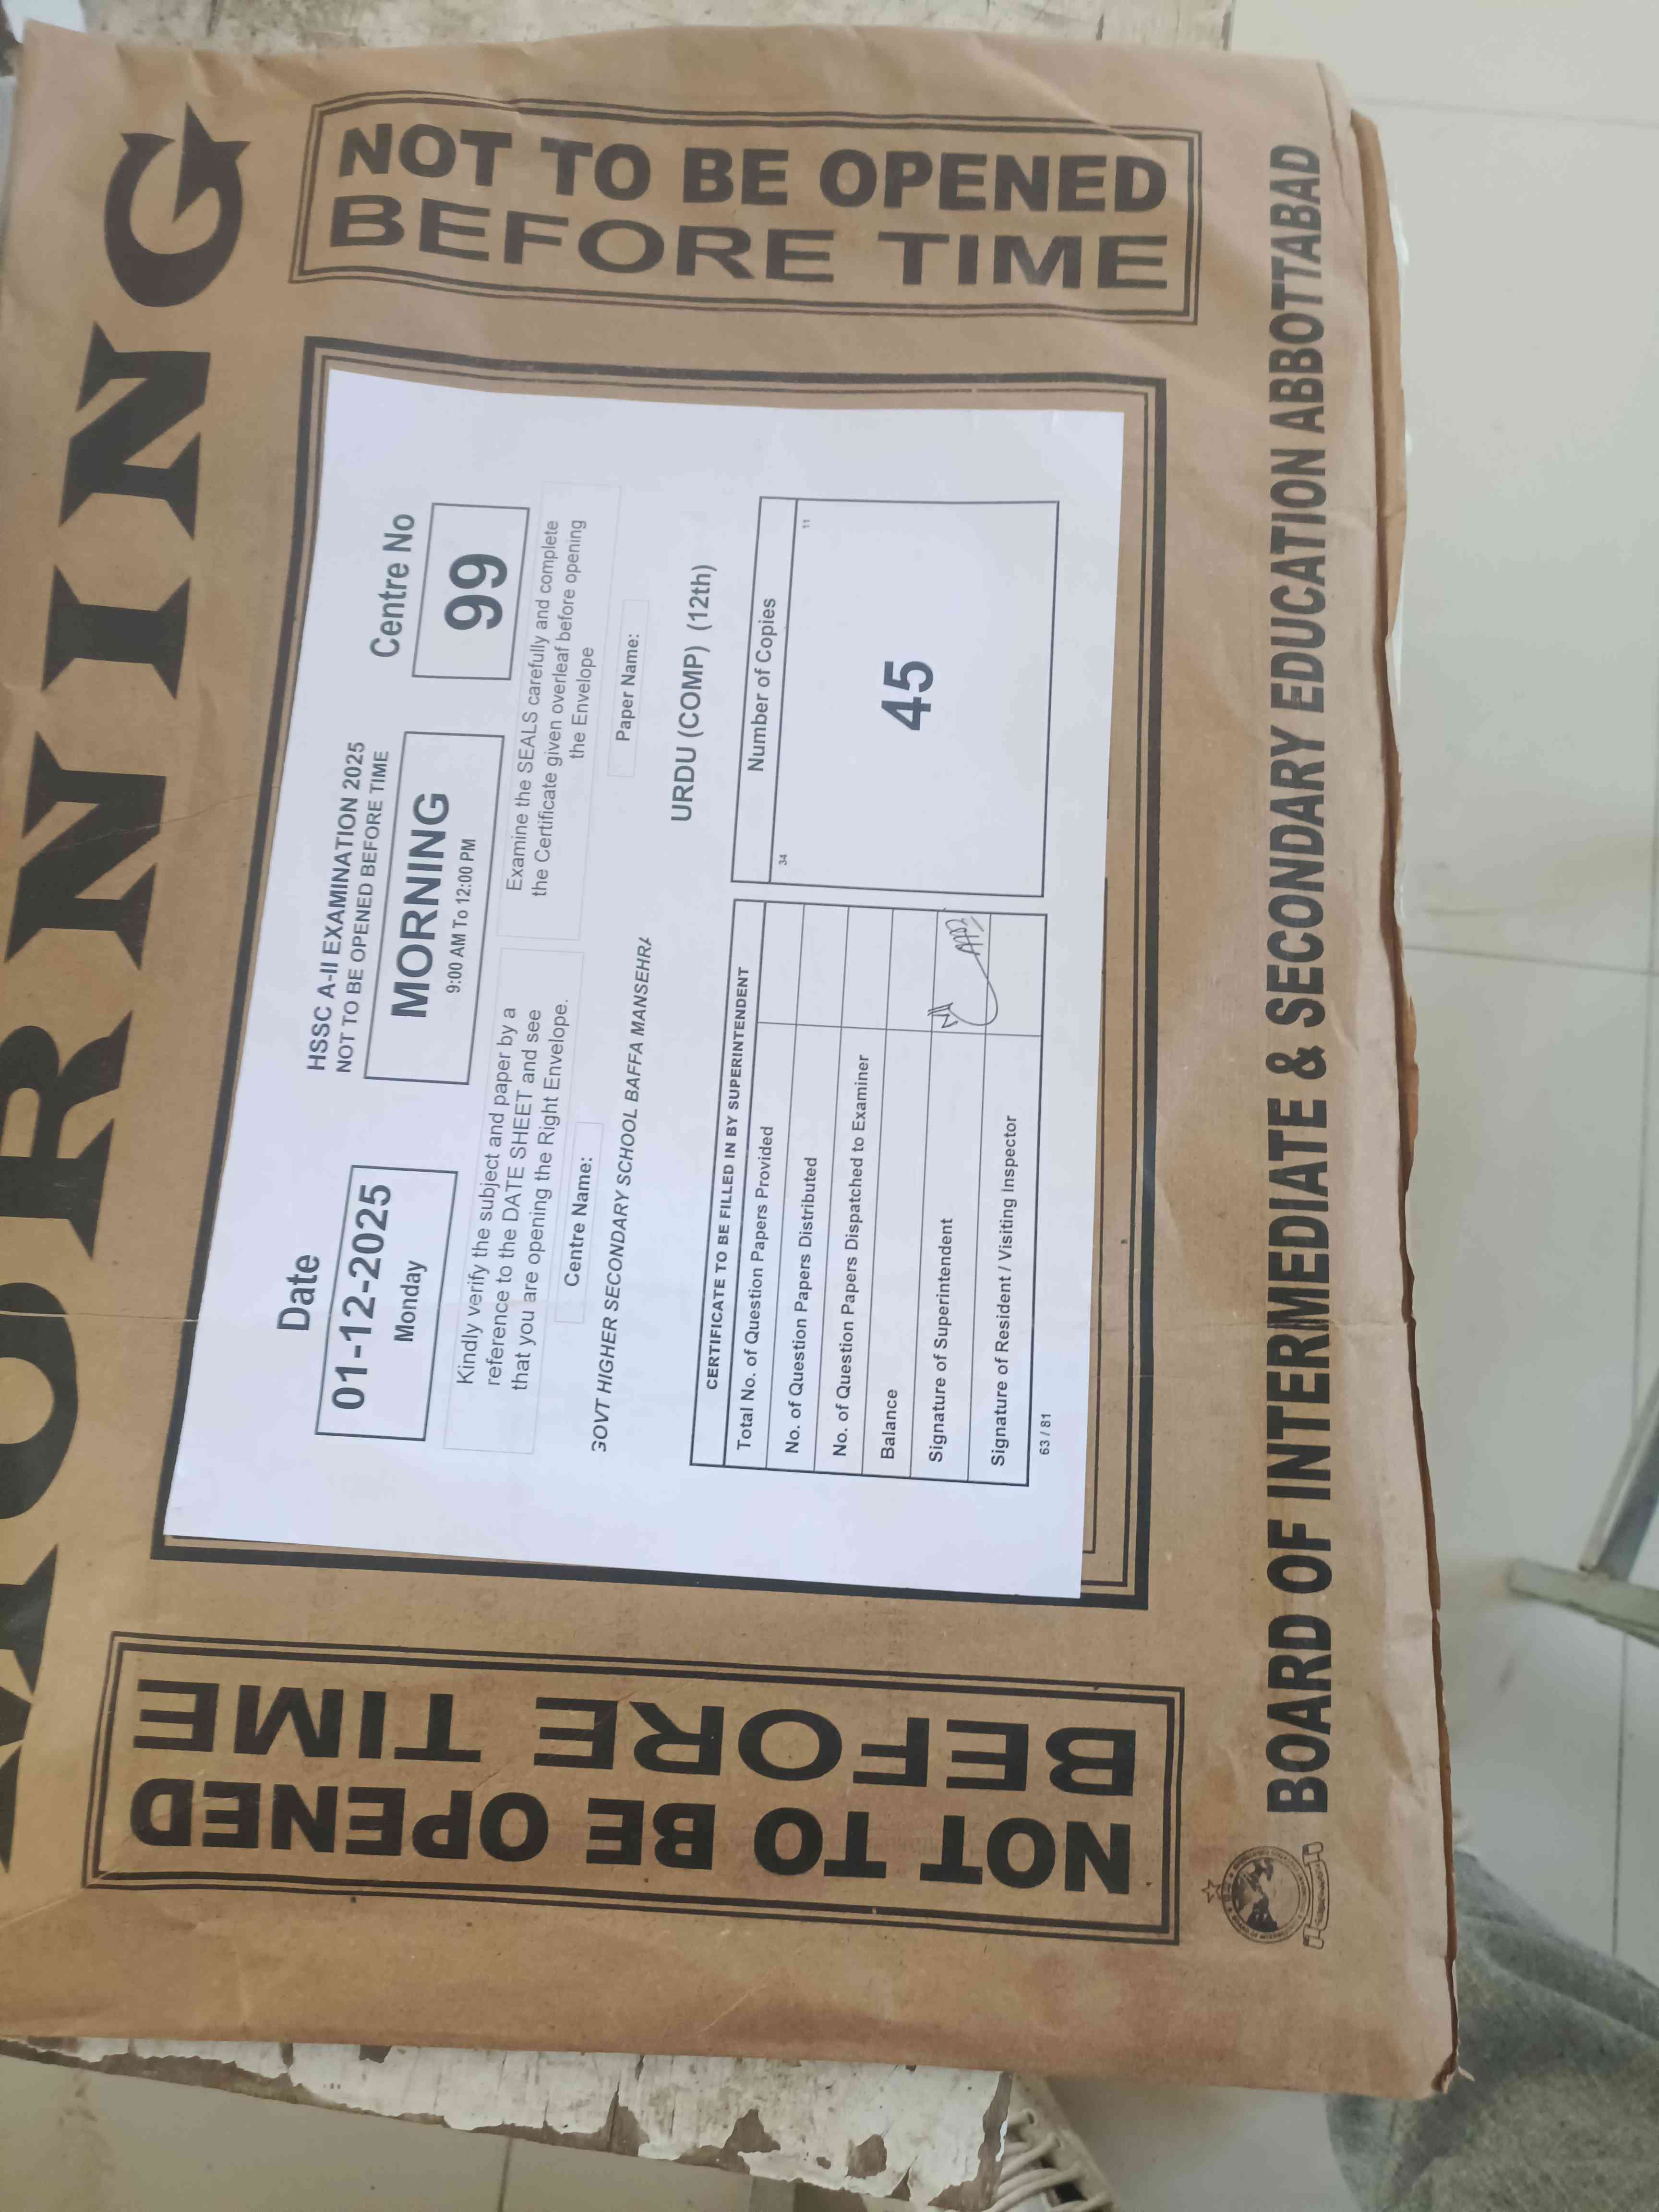 MORNING
NOT TO BE OPENED
BEFORE TIME
HSSC A-II EXAMINATION 2025
NOT TO BE OPENED BEFORE TIME
Date
01-12-2025
Monday
MORNING
9:00 AM To 12:00 PM
Centre No
99
Kindly verify the subject and paper by a
reference to the DATE SHEET and see
that you are opening the Right Envelope.
Examine the SEALS carefully and complete
the Certificate given overleaf before opening
the Envelope
Centre Name:
GOVT HIGHER SECONDARY SCHOOL BAFFA MANSEHRA
Paper Name:
URDU (COMP) (12th)
CERTIFICATE TO BE FILLED IN BY SUPERINTENDENT
Total No. of Question Papers Provided
No. of Question Papers Distributed
No. of Question Papers Dispatched to Examiner
Balance
Signature of Superintendent
Signature of Resident / Visiting Inspector
63 / 81
Number of Copies
34
11
45
NOT TO BE OPENED
BEFORE TIME
BOARD OF INTERMEDIATE & SECONDARY EDUCATION ABBOTTABAD